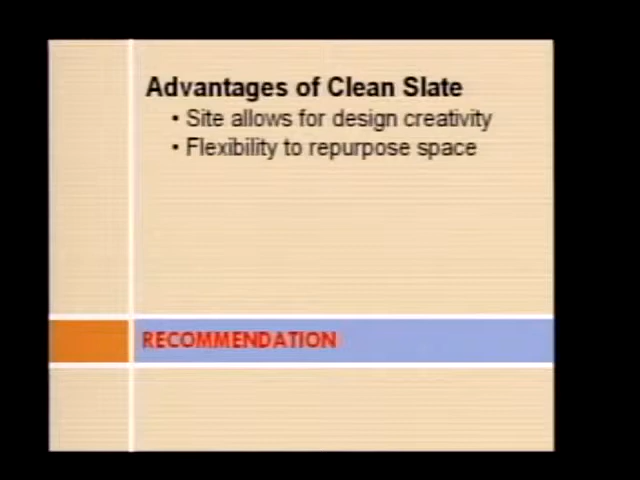 Advantages of Clean Slate
• Site allows for design creativity
• Flexibility to repurpose space
RECOMMENDATION